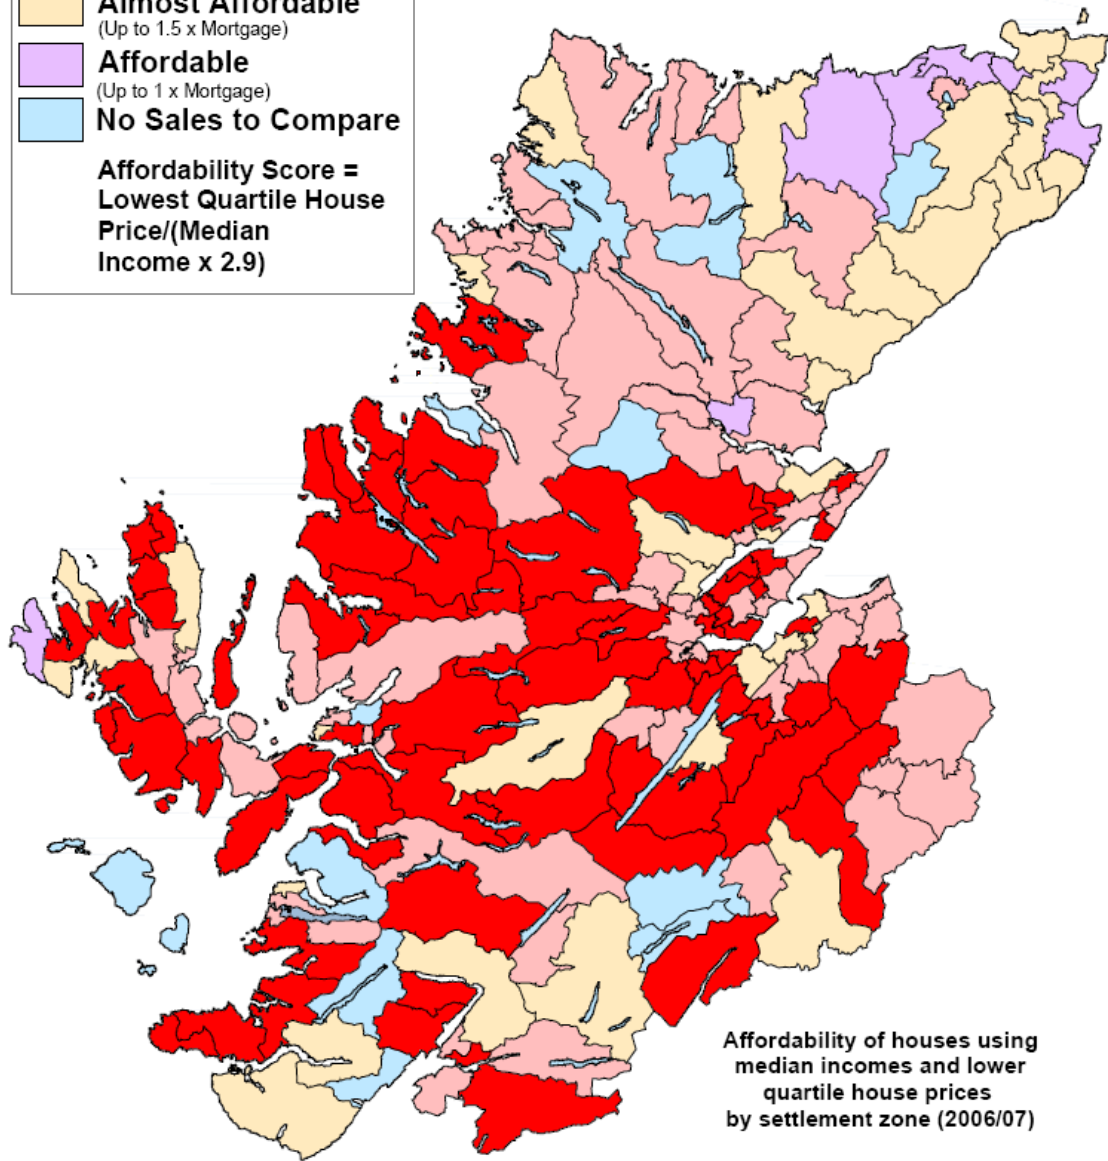 Almost Affordable
(Up to 1.5 x Mortgage)
Affordable
(Up to 1 x Mortgage)
No Sales to Compare
Affordability Score =
Lowest Quartile House
Price/(Median
Income x 2.9)
Affordability of houses using
median incomes and lower
quartile house prices
by settlement zone (2006/07)